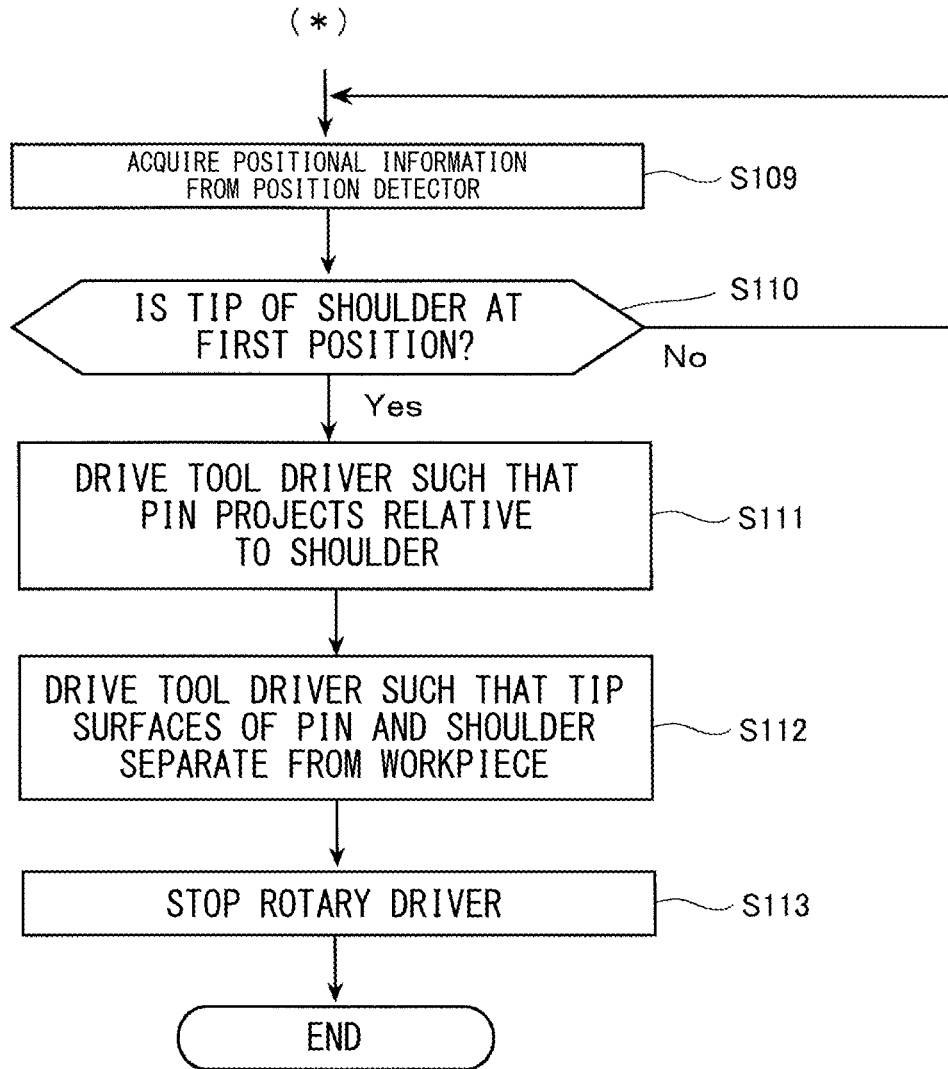 (*)
ACQUIRE POSITIONAL INFORMATION
FROM POSITION DETECTOR
S109
IS TIP OF SHOULDER AT
FIRST POSITION?
S110
No
Yes
DRIVE TOOL DRIVER SUCH THAT
PIN PROJECTS RELATIVE
TO SHOULDER
S111
DRIVE TOOL DRIVER SUCH THAT TIP
SURFACES OF PIN AND SHOULDER
SEPARATE FROM WORKPIECE
S112
STOP ROTARY DRIVER
S113
END